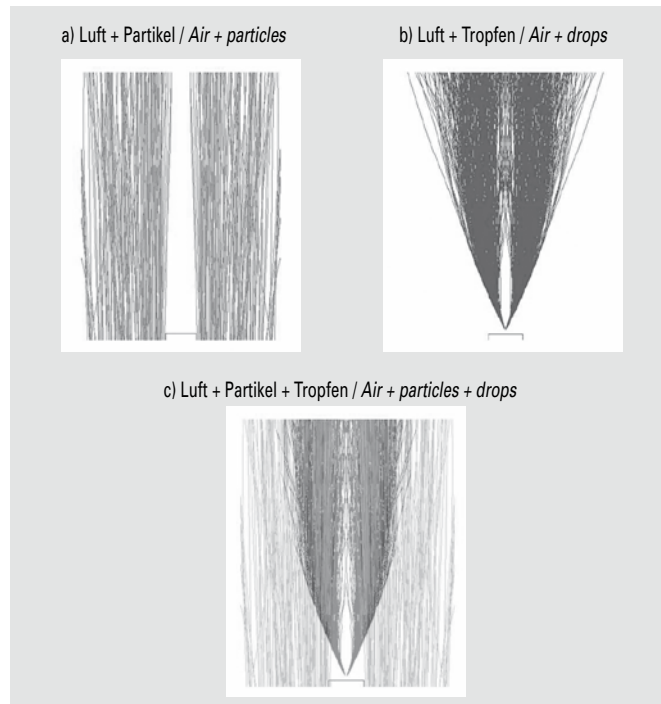 a) Luft + Partikel / Air + particles
b) Luft + Tropfen / Air + drops
c) Luft + Partikel + Tropfen / Air + particles + drops